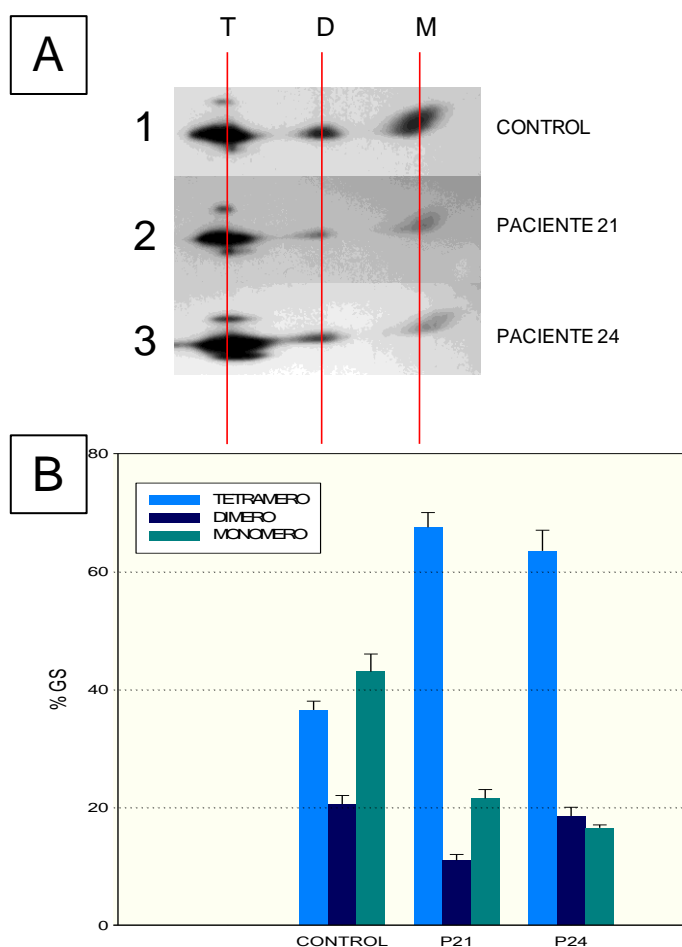 A
T D M
1 CONTROL
2 PACIENTE 21
3 PACIENTE 24
B
80
TETRAMERO
DIMERO
MONOMERO
60
% GS
40
20
0
CONTROL P21 P24